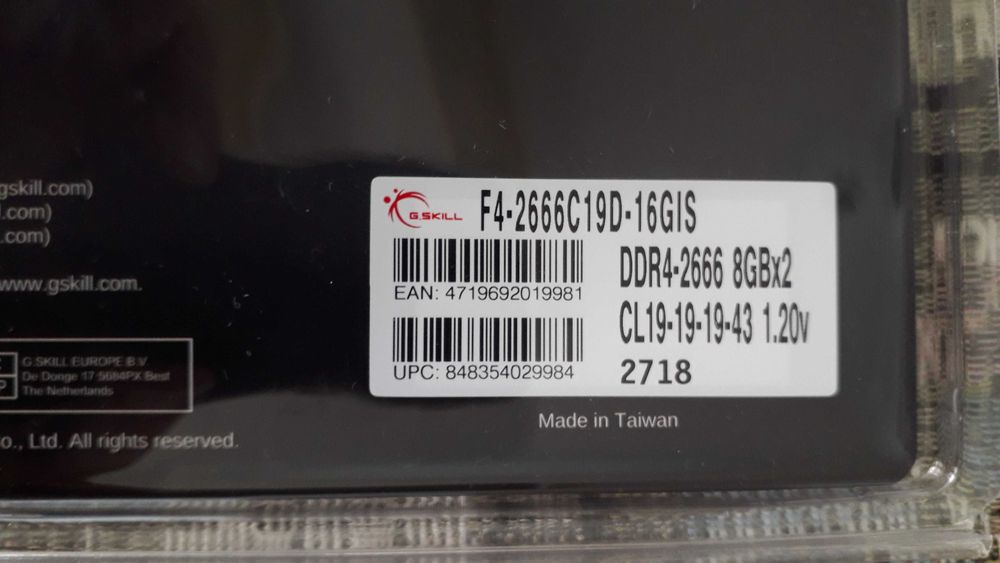 gskill.com)
.com)
.com)
www.gskill.com.
G.SKILL EUROPE B.V.
De Donge 17 5684PX Best
The Netherlands
o., Ltd. All rights reserved.
G.SKILL
F4-2666C19D-16GIS
DDR4-2666 8GBx2
EAN: 4719692019981
CL19-19-19-43 1.20v
UPC: 848354029984
2718
Made in Taiwan